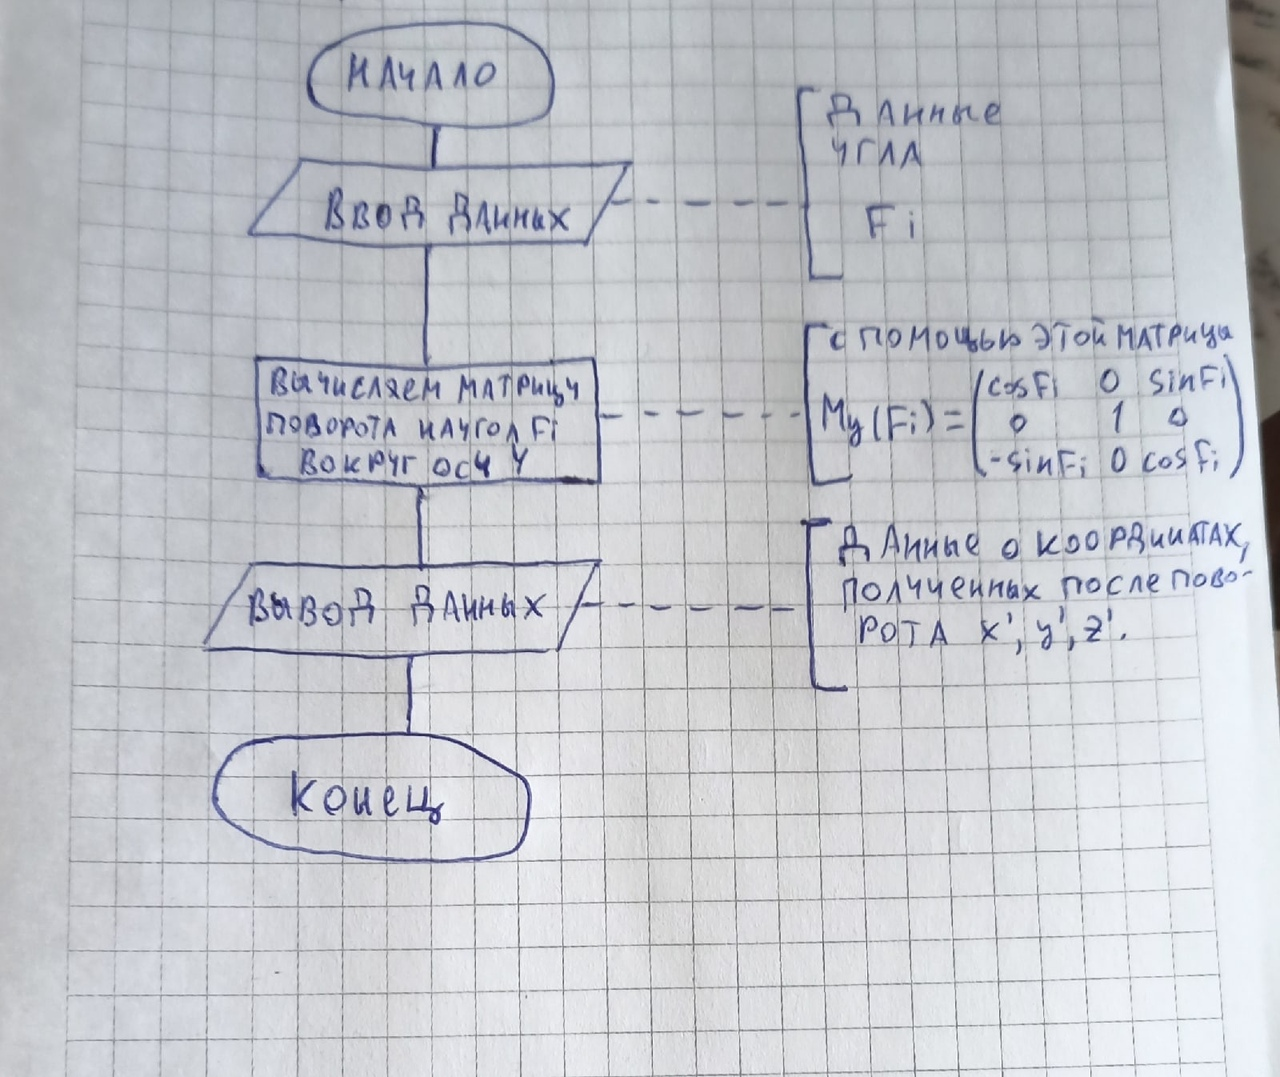 НАЧАЛО
Ввод данных
Данные
угла
Fi
Вычисляем матрицу
поворота на угол Fi
вокруг оси Y
с помощью этой матрицы
My(Fi)=
(cosFi 0 sinFi)
0 1 0
(-sinFi 0 cosFi)
Вывод данных
Данные о координатах,
полученных после пово-
рота x', y', z'.
Конец